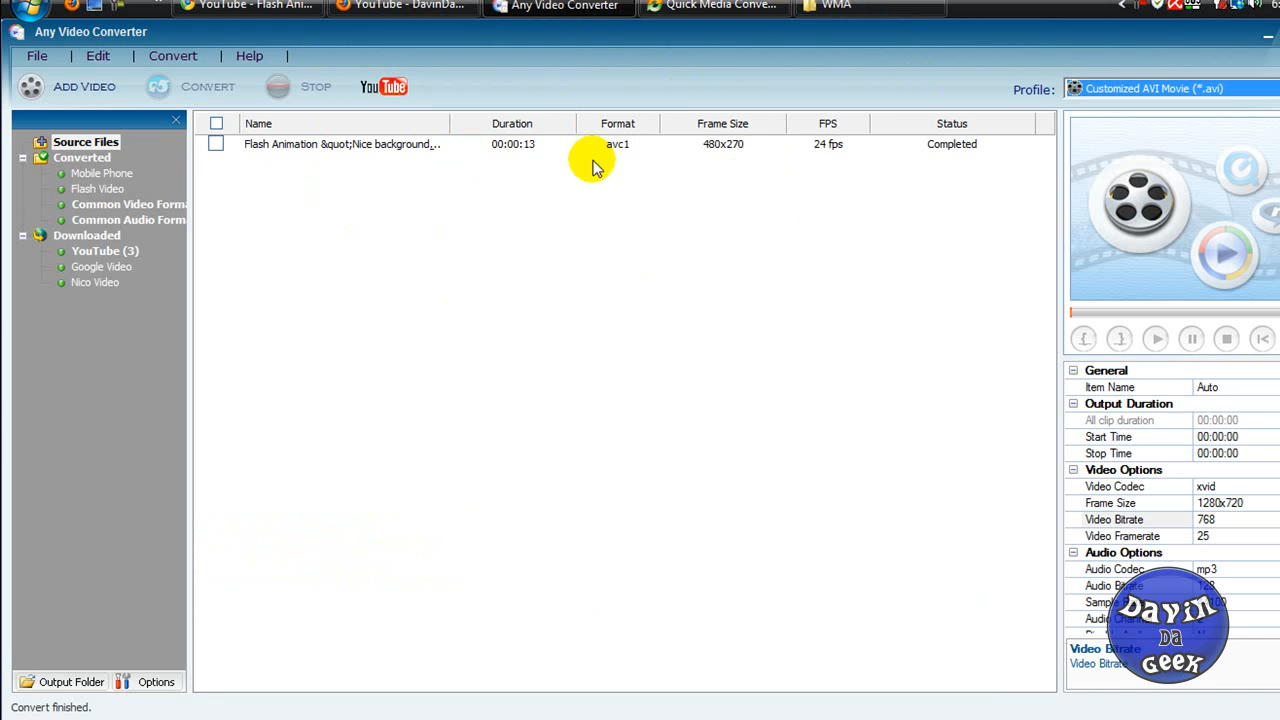 YouTube - Flash Ani...
YouTube - DavinDa...
Any Video Converter
Quick Media Conve...
WMA
Any Video Converter
File
Edit
Convert
Help
ADD VIDEO
CONVERT
STOP
YouTube
Profile:
Customized AVI Movie (*.avi)
Name
Duration
Format
Frame Size
FPS
Status
Flash Animation &quot;Nice background,...
00:00:13
avc1
480x270
24 fps
Completed
Source Files
Converted
Mobile Phone
Flash Video
Common Video Forma
Common Audio Forma
Downloaded
YouTube (3)
Google Video
Nico Video
General
Item Name Auto
Output Duration
All clip duration 00:00:00
Start Time 00:00:00
Stop Time 00:00:00
Video Options
Video Codec xvid
Frame Size 1280x720
Video Bitrate 768
Video Framerate 25
Audio Options
Audio Codec mp3
Audio Bitrate 128
Video Bitrate
Video Bitrate
Davin
Da
Geek
Output Folder
Options
Convert finished.